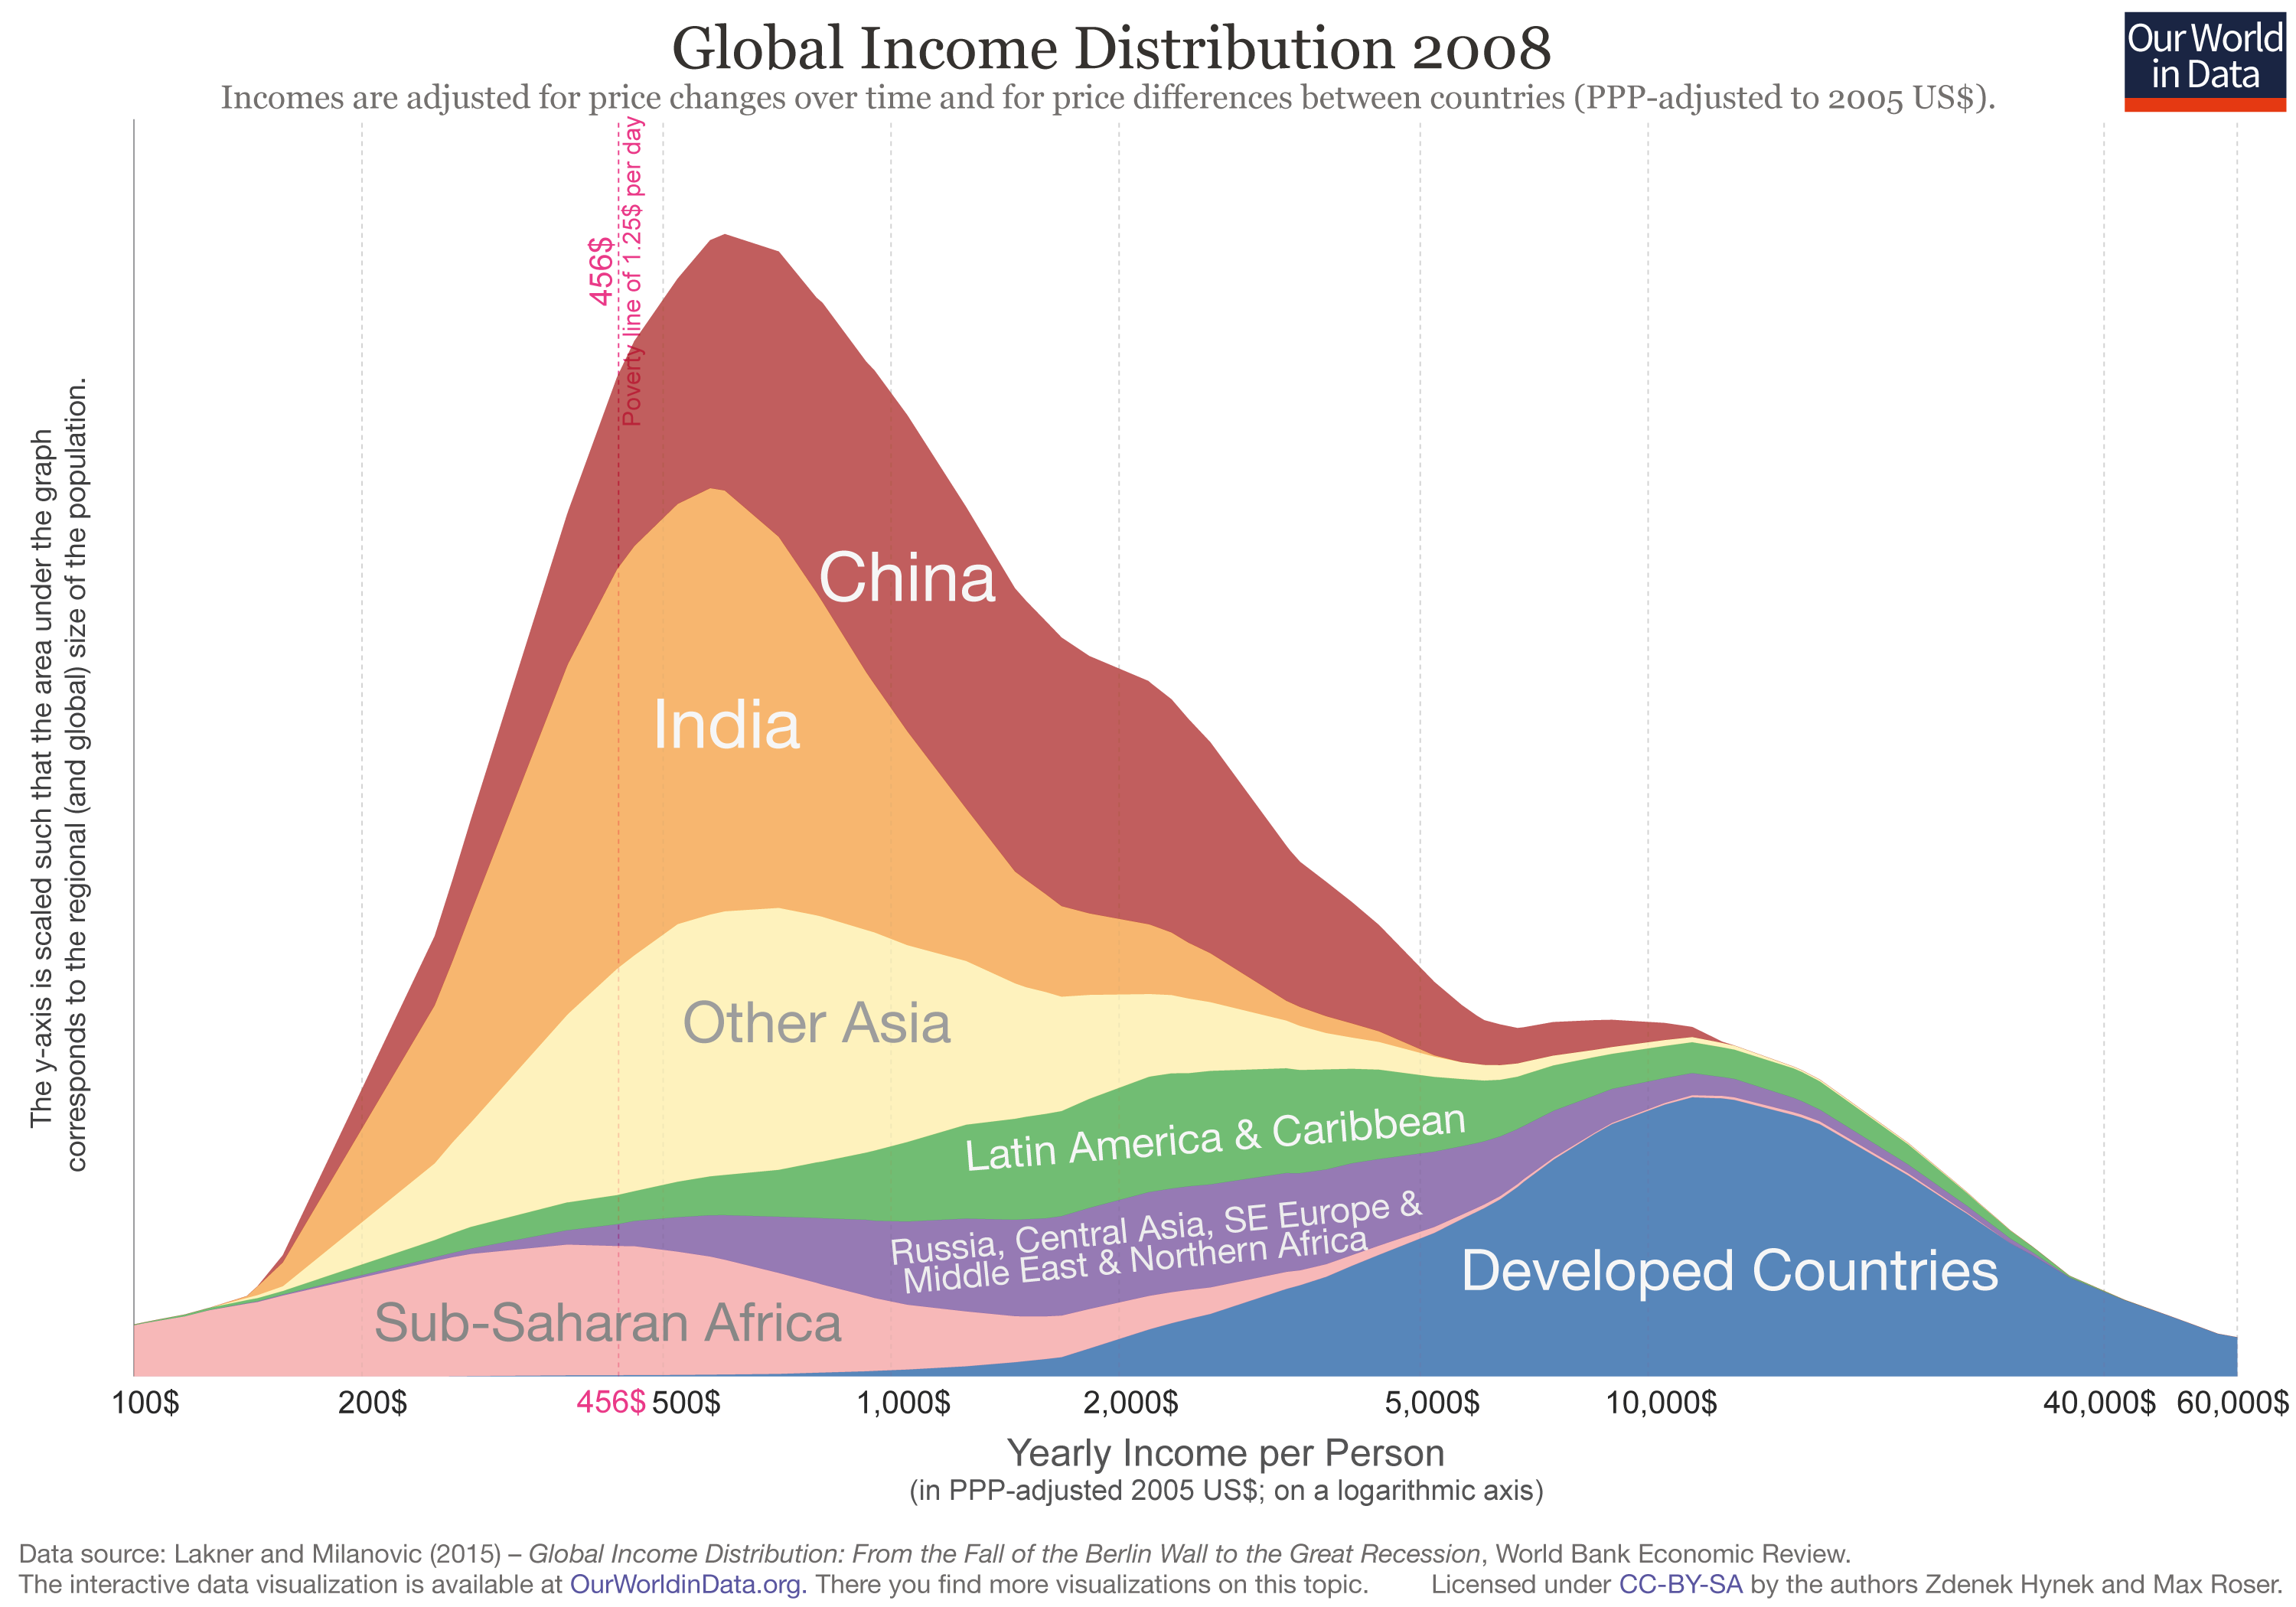 Global Income Distribution 2008
Our World
in Data
Incomes are adjusted for price changes over time and for price differences between countries (PPP-adjusted to 2005 US$).
456$
Poverty line of 1.25$ per day
The y-axis is scaled such that the area under the graph
corresponds to the regional (and global) size of the population.
China
India
Other Asia
Latin America & Caribbean
Russia, Central Asia, SE Europe &
Middle East & Northern Africa
Developed Countries
Sub-Saharan Africa
100$ 200$ 456$ 500$ 1,000$ 2,000$ 5,000$ 10,000$ 40,000$ 60,000$
Yearly Income per Person
(in PPP-adjusted 2005 US$; on a logarithmic axis)
Data source: Lakner and Milanovic (2015) – Global Income Distribution: From the Fall of the Berlin Wall to the Great Recession, World Bank Economic Review.
The interactive data visualization is available at OurWorldinData.org. There you find more visualizations on this topic. Licensed under CC-BY-SA by the authors Zdenek Hynek and Max Roser.